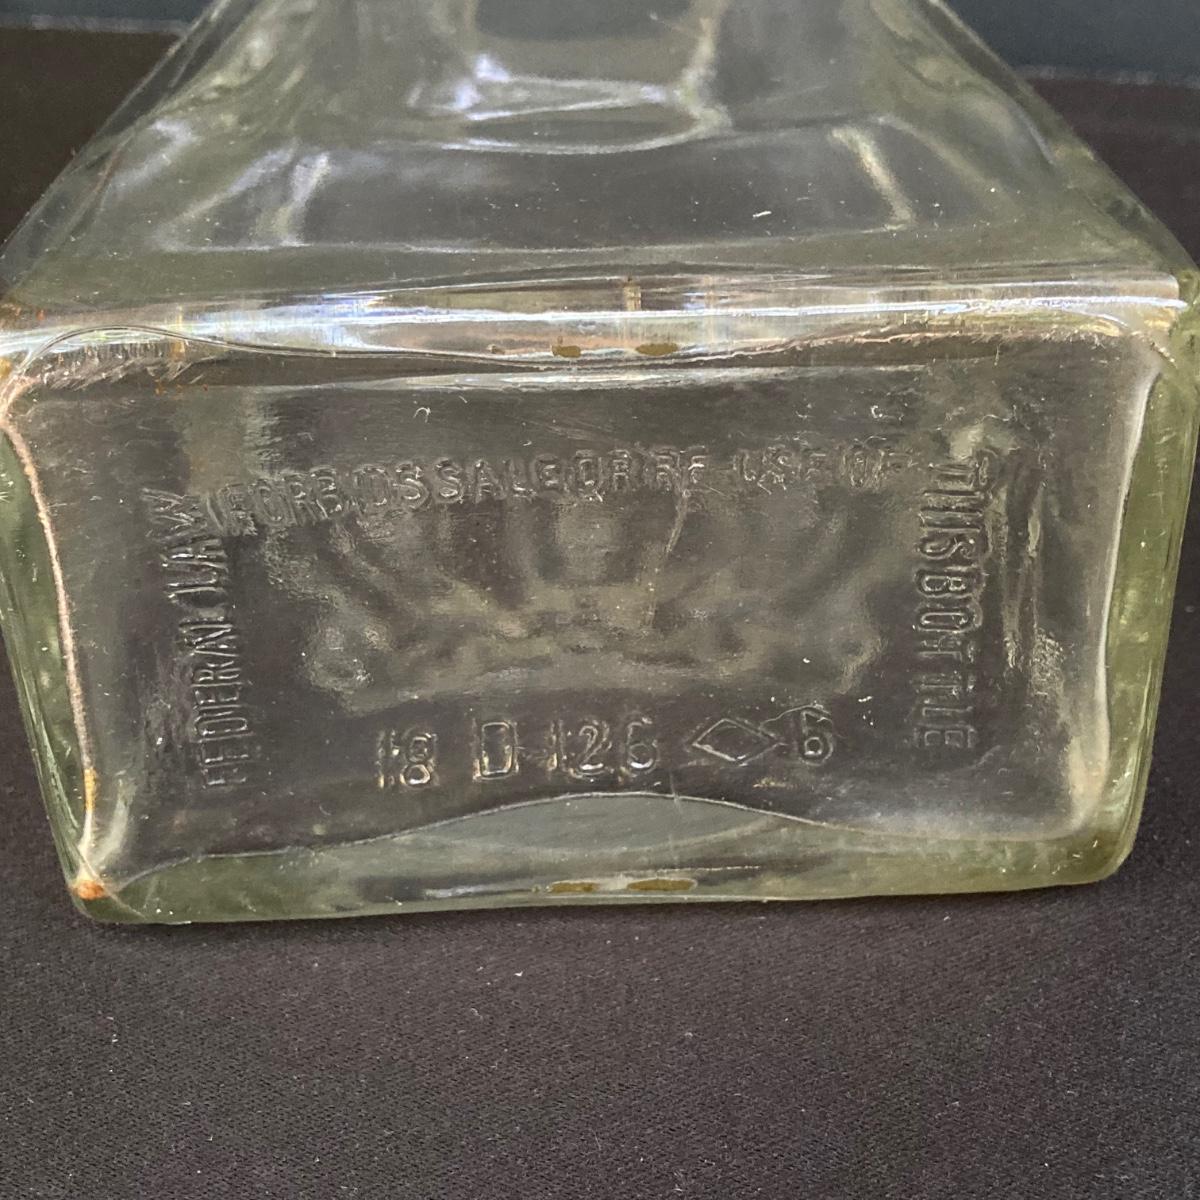 FEDERAL LAW
FORBIDS SALE OR RE-USE OF
THIS BOTTLE
18 D-126 ◇ 6